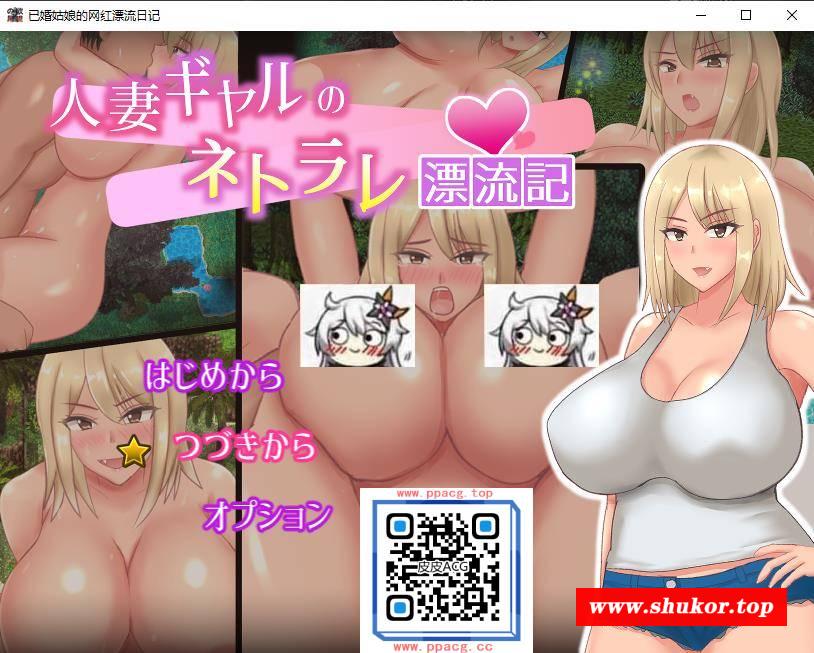 已婚姑娘的网红漂流日记
人妻ギャルの
ネトラレ漂流記
はじめから
つづきから
オプション
www.ppacg.top
皮皮ACG
www.ppacg.cc
www.shukor.top